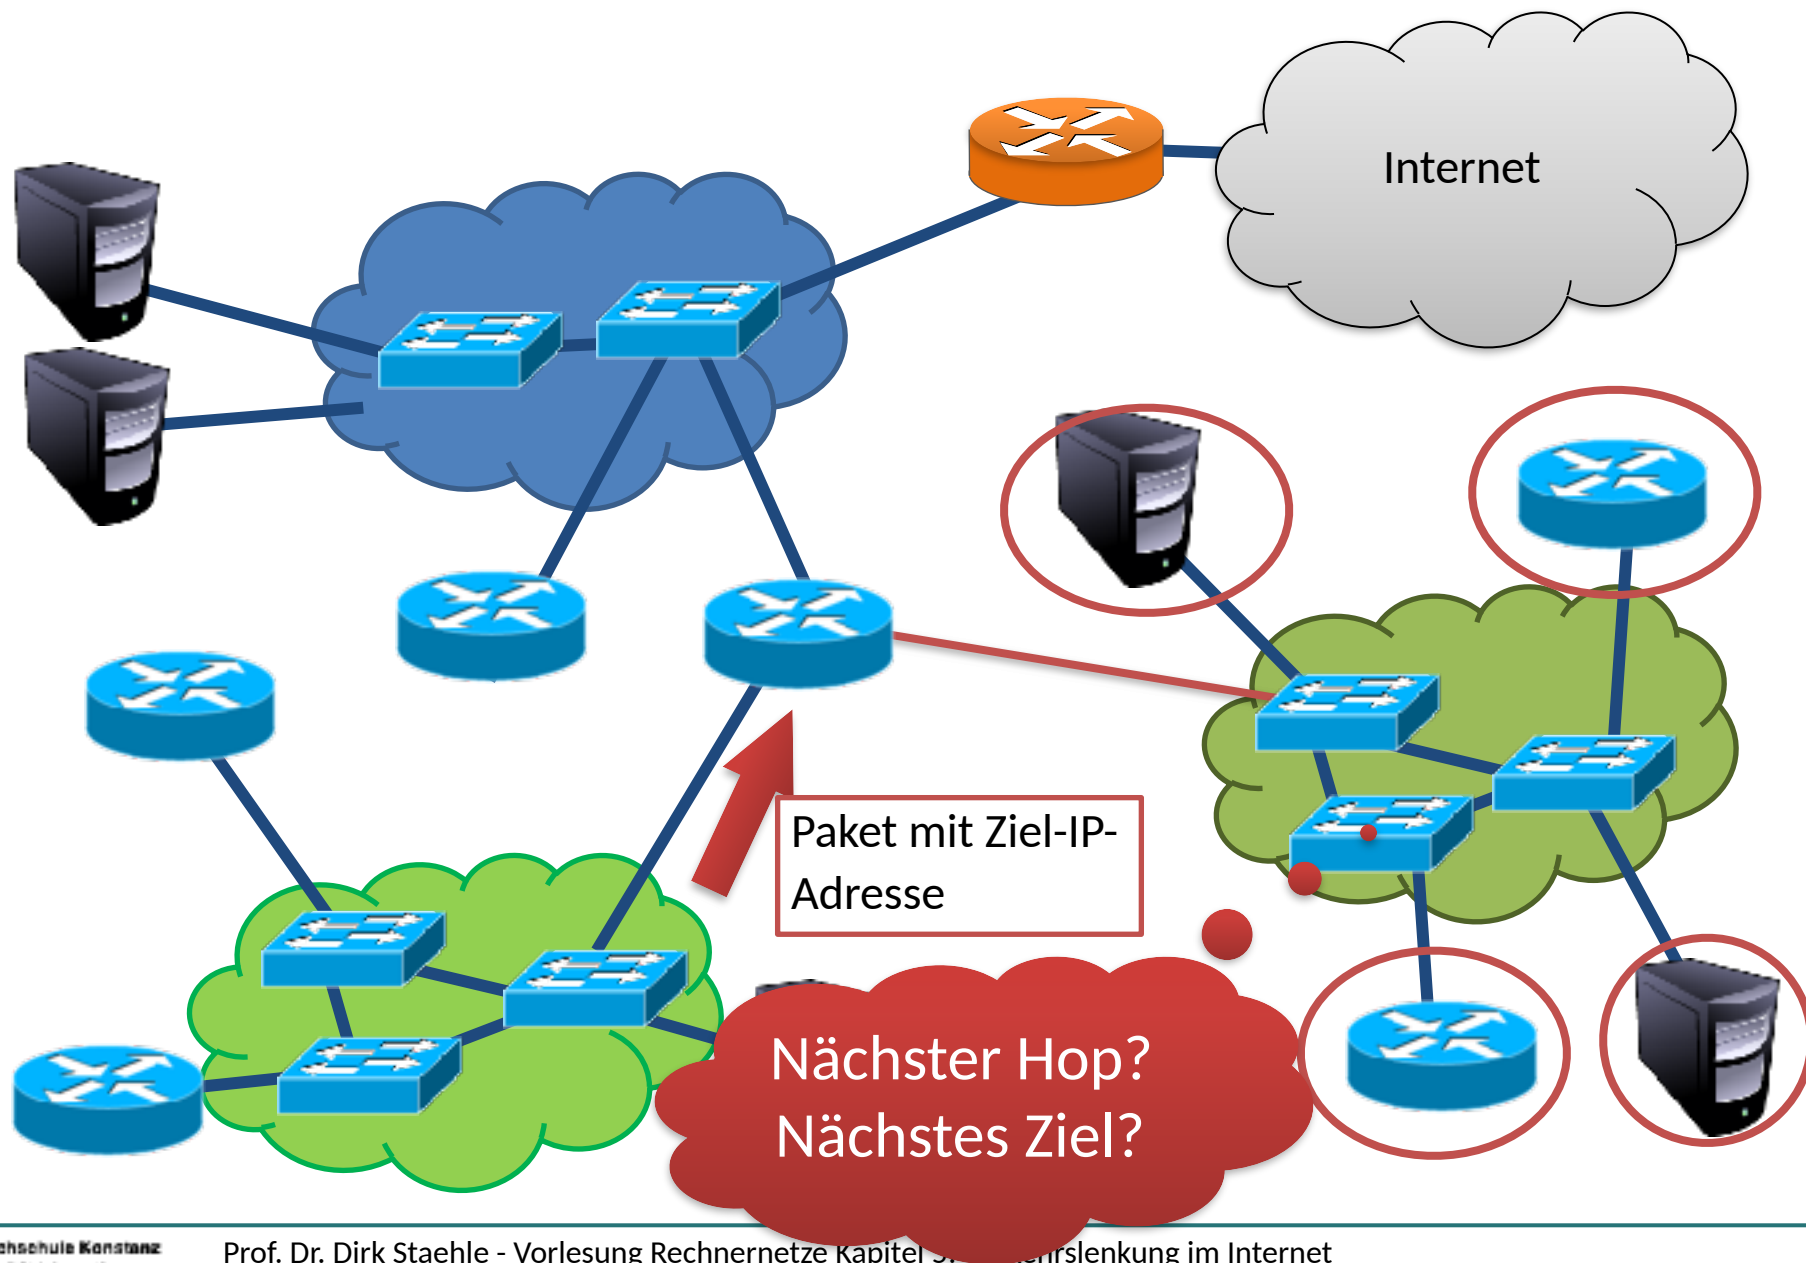 Internet
Paket mit Ziel-IP-
Adresse
Nächster Hop?
Nächstes Ziel?
Konstanz
Prof. Dr. Dirk Staehle - Vorlesung Rechnernetze Kapitel im Internet